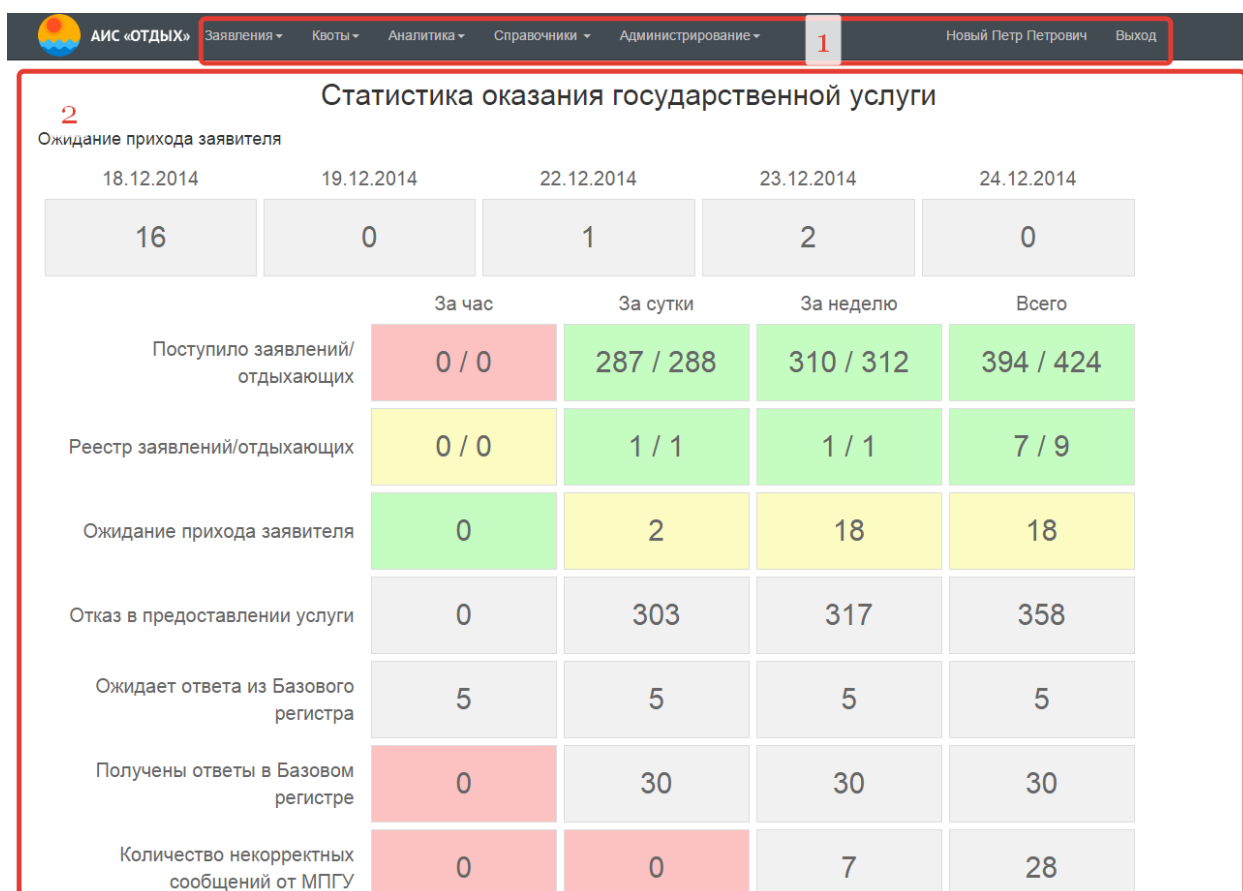 АИС «ОТДЫХ» Заявления Квоты Аналитика Справочники Администрирование 1 Новый Петр Петрович Выход
Статистика оказания государственной услуги
2
Ожидание прихода заявителя
18.12.2014 19.12.2014 22.12.2014 23.12.2014 24.12.2014
16 0 1 2 0
За час За сутки За неделю Всего
Поступило заявлений/
отдыхающих
0 / 0 287 / 288 310 / 312 394 / 424
Реестр заявлений/отдыхающих 0 / 0 1 / 1 1 / 1 7 / 9
Ожидание прихода заявителя 0 2 18 18
Отказ в предоставлении услуги 0 303 317 358
Ожидает ответа из Базового
регистра
5 5 5 5
Получены ответы в Базовом
регистре
0 30 30 30
Количество некорректных
сообщений от МПГУ
0 0 7 28